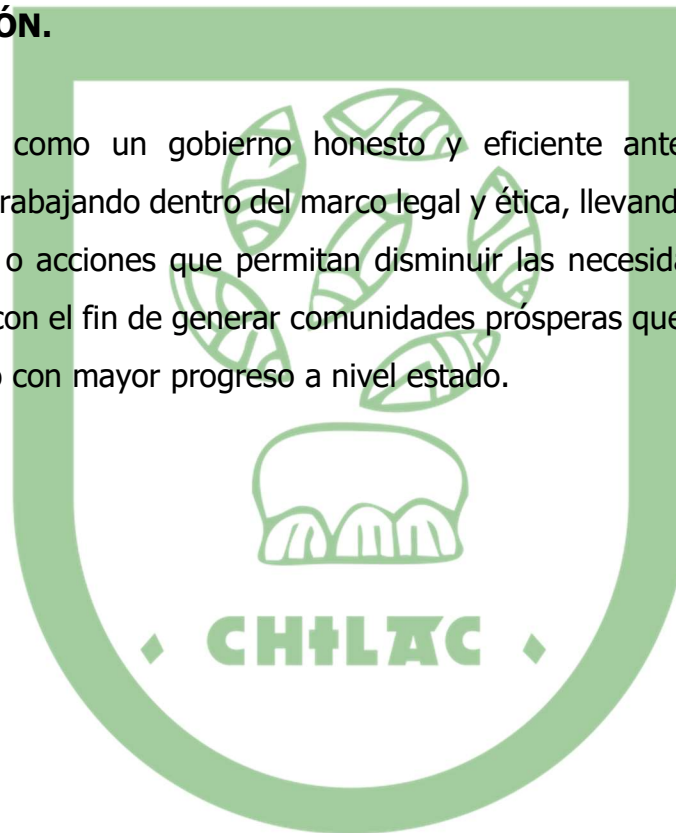 ÓN.
como un gobierno honesto y eficiente ante
rabajando dentro del marco legal y ética, llevand
o acciones que permitan disminuir las necesida
con el fin de generar comunidades prósperas que
o con mayor progreso a nivel estado.
CHILAC